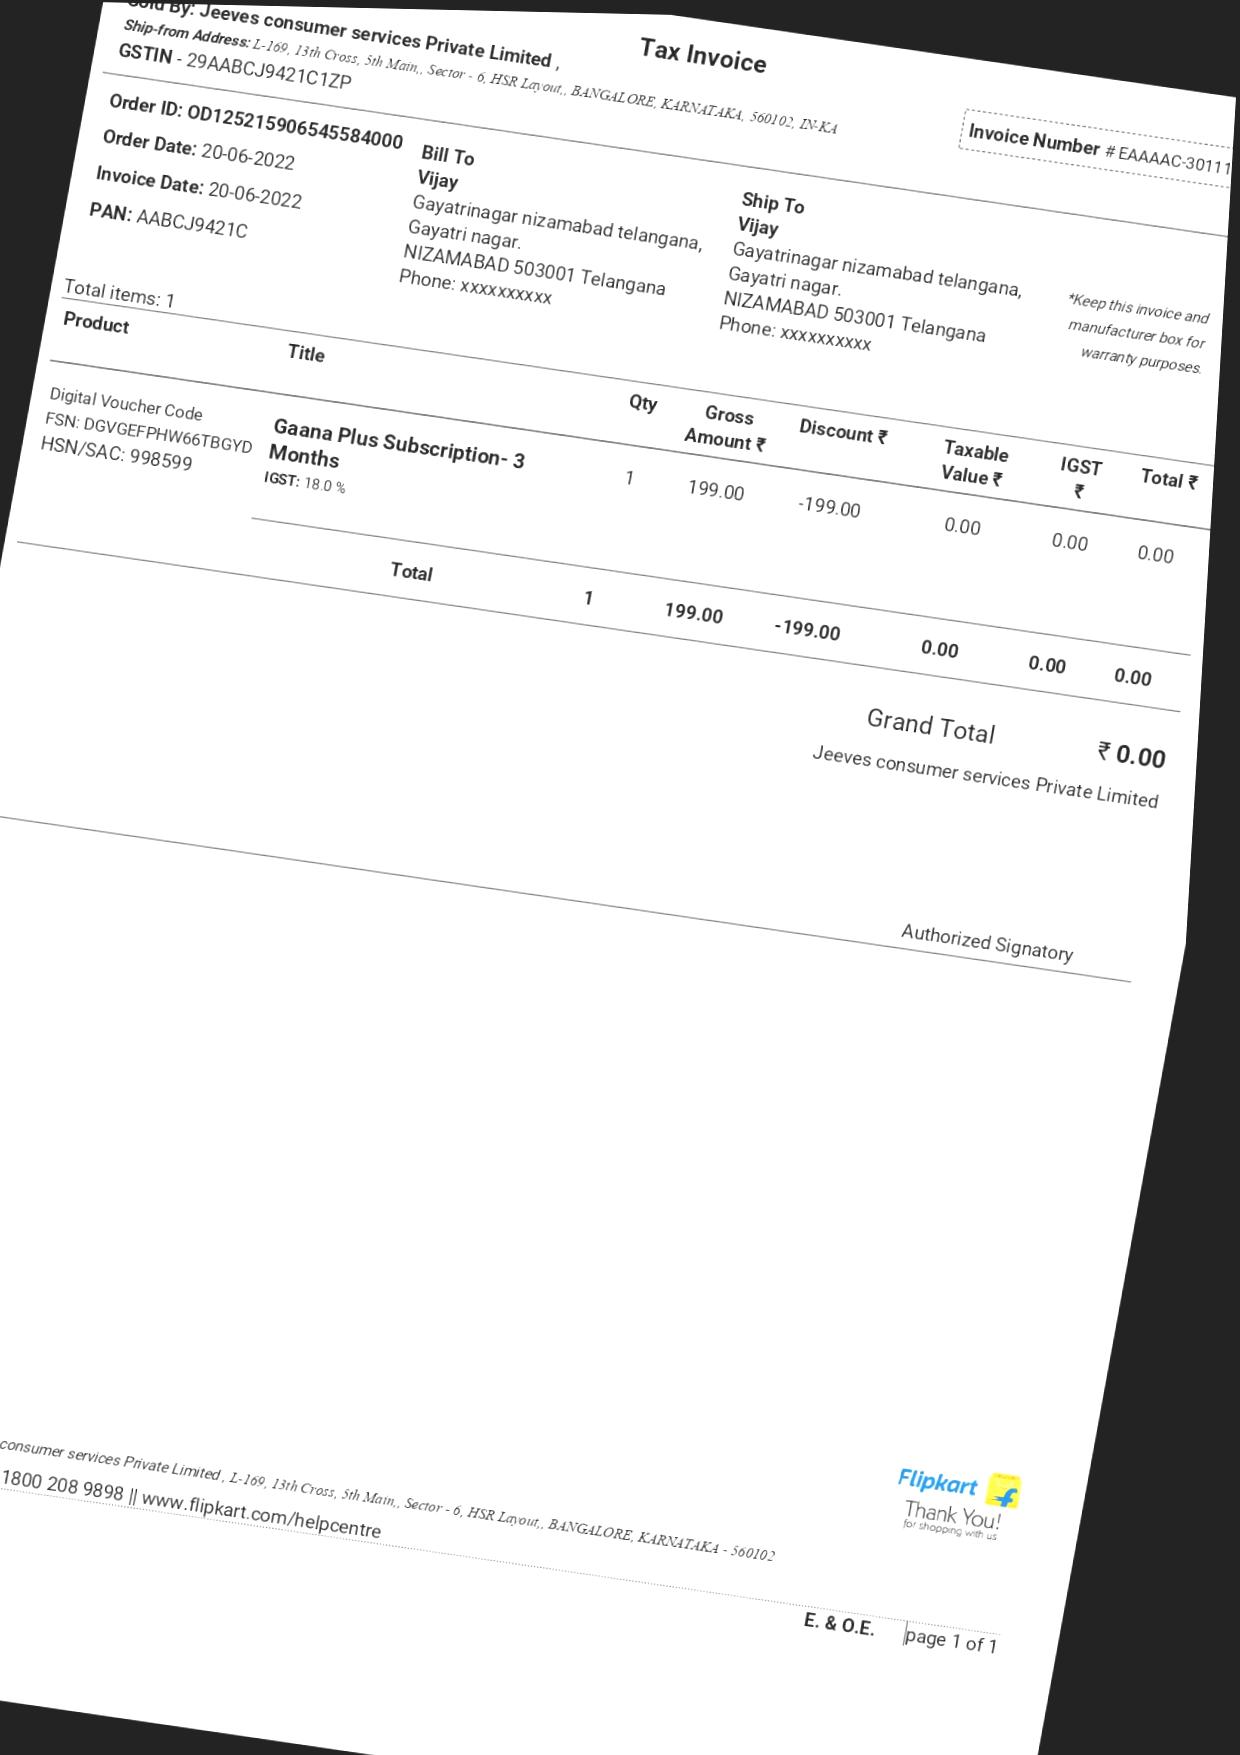 Tax Invoice
Sold By: Jeeves consumer services Private Limited ,
Ship-from Address: L-169, 13th Cross, 5th Main,, Sector - 6, HSR Layout,, BANGALORE, KARNATAKA, 560102, IN-KA
GSTIN - 29AABCJ9421C1ZP
Invoice Number # EAAAAC-30111
Order ID: OD125215906545584000
Order Date: 20-06-2022
Invoice Date: 20-06-2022
PAN: AABCJ9421C
Bill To
Vijay
Gayatrinagar nizamabad telangana,
Gayatri nagar.
NIZAMABAD 503001 Telangana
Phone: xxxxxxxxxx
Ship To
Vijay
Gayatrinagar nizamabad telangana,
Gayatri nagar.
NIZAMABAD 503001 Telangana
Phone: xxxxxxxxxx
*Keep this invoice and
manufacturer box for
warranty purposes.
Total items: 1
Product Title Qty Gross Amount ₹ Discount ₹ Taxable Value ₹ IGST ₹ Total ₹
Digital Voucher Code
FSN: DGVGEFPHW66TBGYD
HSN/SAC: 998599
Gaana Plus Subscription- 3
Months
IGST: 18.0 %
1 199.00 -199.00 0.00 0.00 0.00
Total 1 199.00 -199.00 0.00 0.00 0.00
Grand Total ₹ 0.00
Jeeves consumer services Private Limited
Authorized Signatory
consumer services Private Limited , L-169, 13th Cross, 5th Main,, Sector - 6, HSR Layout,, BANGALORE, KARNATAKA - 560102
1800 208 9898 || www.flipkart.com/helpcentre
Flipkart
Thank You!
for shopping with us
E. & O.E. page 1 of 1